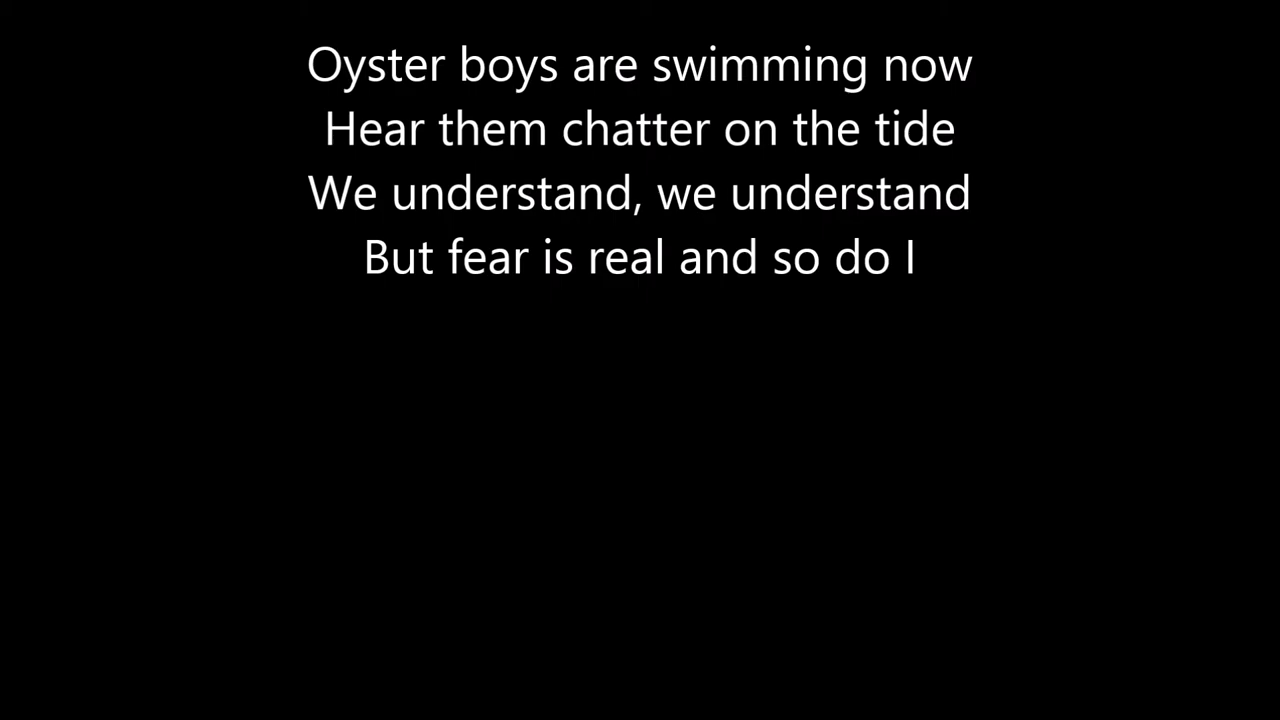 Oyster boys are swimming now
Hear them chatter on the tide
We understand, we understand
But fear is real and so do I